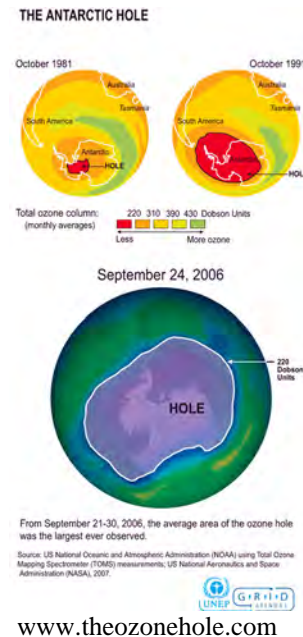 THE ANTARCTIC HOLE
October 1981
October 1991
Australia
Australia
Tasmania
Tasmania
South America
South America
Antarctic
HOLE
HOL
Total ozone column:
(monthly averages)
220 310 390 430 Dobson Units
Less
More ozone
September 24, 2006
220
Dobson
Units
HOLE
From September 21-30, 2006, the average area of the ozone hole
was the largest ever observed.
Source: US National Oceanic and Atmospheric Administration (NOAA) using Total Ozone
Mapping Spectrometer (TOMS) measurements; US National Aeronautics and Space
Administration (NASA), 2007.
UNEP
G R I D
www.theozonehole.com